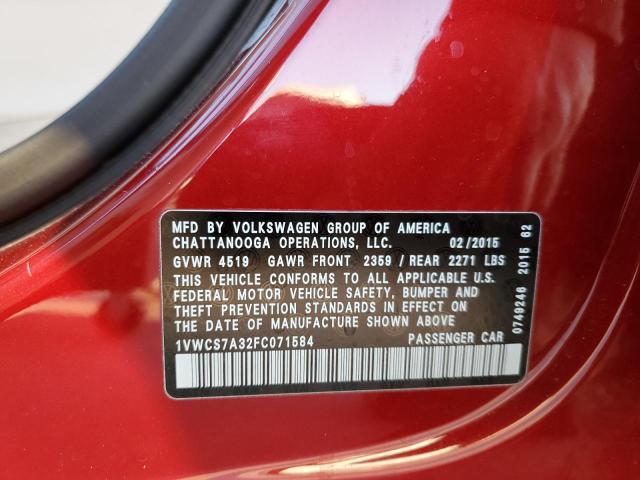 MFD BY VOLKSWAGEN GROUP OF AMERICA
CHATTANOOGA OPERATIONS, LLC. 02/2015
GVWR 4519 GAWR FRONT 2359 / REAR 2271 LBS
THIS VEHICLE CONFORMS TO ALL APPLICABLE U.S.
FEDERAL MOTOR VEHICLE SAFETY, BUMPER AND
THEFT PREVENTION STANDARDS IN EFFECT ON
THE DATE OF MANUFACTURE SHOWN ABOVE
1VWCS7A32FC071584 PASSENGER CAR
0749246 2015 62